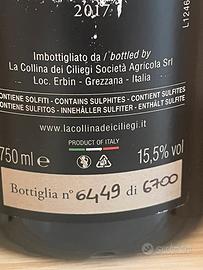 2017
Imbottigliato da / bottled by
La Collina dei Ciliegi Società Agricola Srl
Loc. Erbin - Grezzana - Italia
CONTIENE SOLFITI - CONTAINS SULPHITES - CONTIENT
SULFITES - INNEHÅLLER SULFITER - ENTHÄLT SULFITE
www.lacollinadeiciliegi.it
PRODUCT OF ITALY
750 ml e
15,5% vol
Bottiglia n° 6449 di 6700
L1246